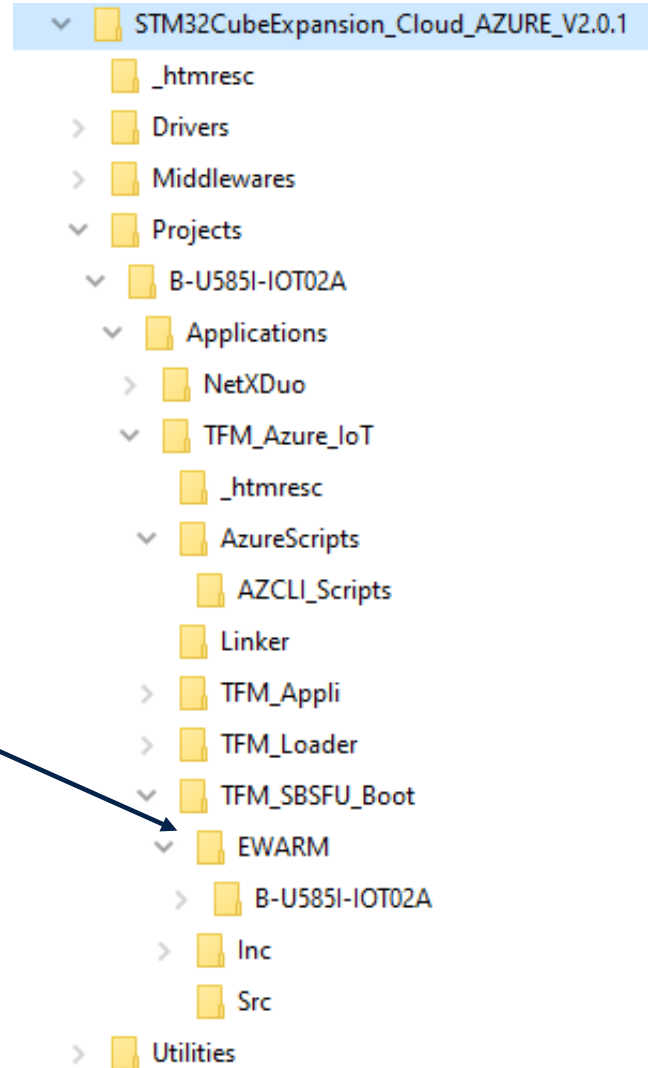 STM32CubeExpansion_Cloud_AZURE_V2.0.1
_htmresc
Drivers
Middlewares
Projects
B-U585I-IOT02A
Applications
NetXDuo
TFM_Azure_IoT
_htmresc
AzureScripts
AZCLI_Scripts
Linker
TFM_Appli
TFM_Loader
TFM_SBSFU_Boot
EWARM
B-U585I-IOT02A
Inc
Src
Utilities